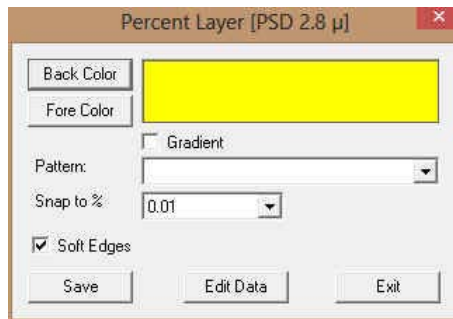 Percent Layer [PSD 2.8 µ]
Back Color
Fore Color
Gradient
Pattern:
Snap to % 0.01
Soft Edges
Save Edit Data Exit